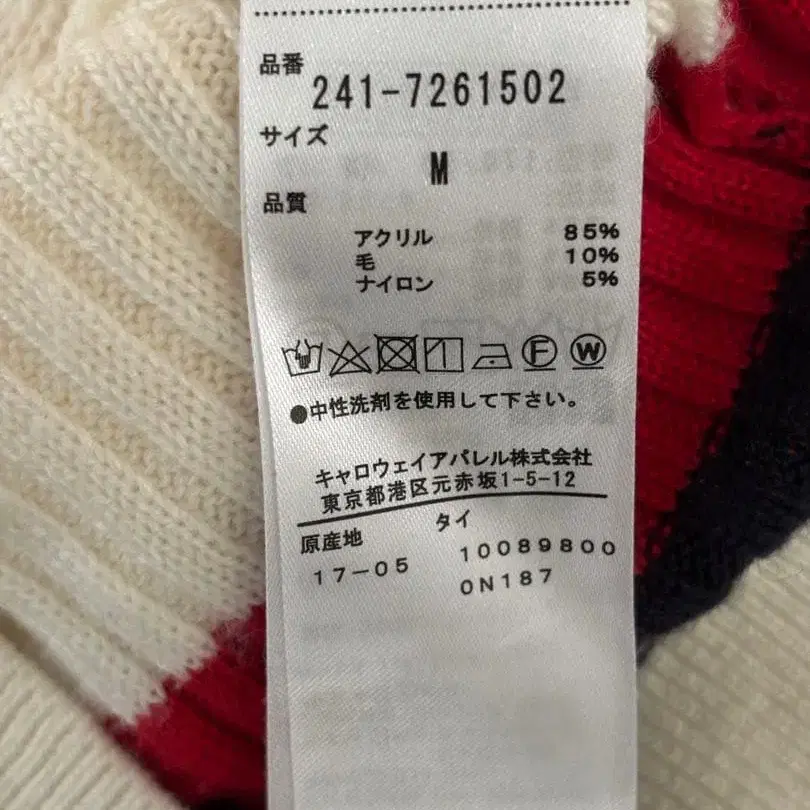 品番
241-7261502
サイズ
M
品質
アクリル 85%
毛 10%
ナイロン 5%
F W
●中性洗剤を使用して下さい。
キャロウェイアパレル株式会社
東京都港区元赤坂1-5-12
原産地 タイ
17-05 10089800
0N187